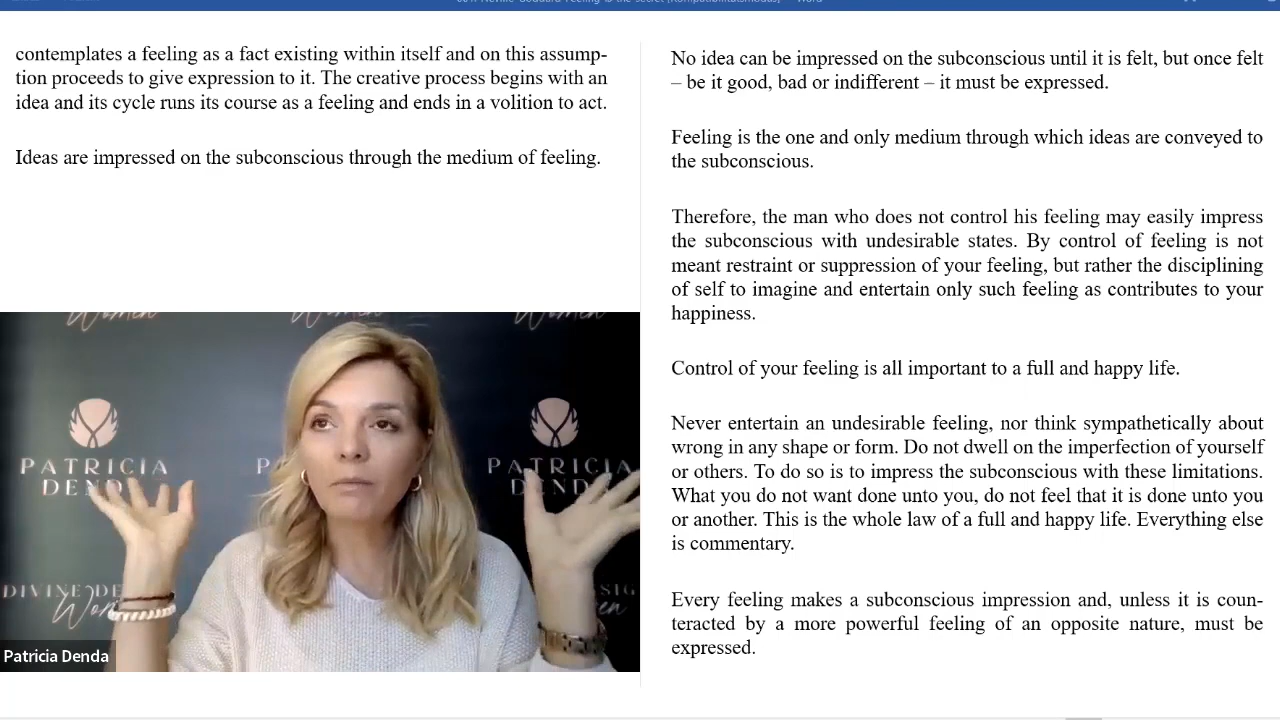 contemplates a feeling as a fact existing within itself and on this assump-
tion proceeds to give expression to it. The creative process begins with an
idea and its cycle runs its course as a feeling and ends in a volition to act.
Ideas are impressed on the subconscious through the medium of feeling.
Women
Women
PATRICIA
DEND
P
PATRICIA
DENDA
DIVINE DE
Women
SIG
en
Patricia Denda
No idea can be impressed on the subconscious until it is felt, but once felt
– be it good, bad or indifferent – it must be expressed.
Feeling is the one and only medium through which ideas are conveyed to
the subconscious.
Therefore, the man who does not control his feeling may easily impress
the subconscious with undesirable states. By control of feeling is not
meant restraint or suppression of your feeling, but rather the disciplining
of self to imagine and entertain only such feeling as contributes to your
happiness.
Control of your feeling is all important to a full and happy life.
Never entertain an undesirable feeling, nor think sympathetically about
wrong in any shape or form. Do not dwell on the imperfection of yourself
or others. To do so is to impress the subconscious with these limitations.
What you do not want done unto you, do not feel that it is done unto you
or another. This is the whole law of a full and happy life. Everything else
is commentary.
Every feeling makes a subconscious impression and, unless it is coun-
teracted by a more powerful feeling of an opposite nature, must be
expressed.